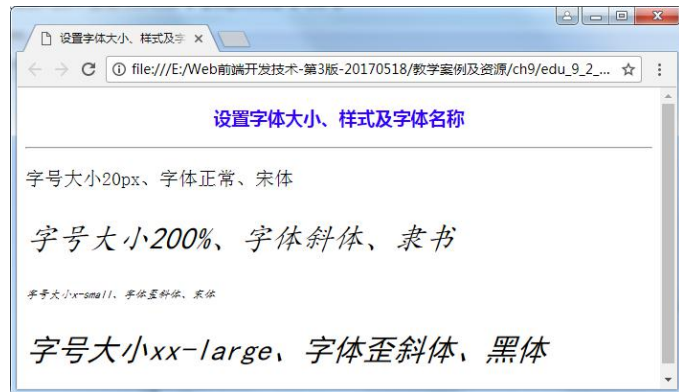 设置字体大小、样式及字
file:///E:/Web前端开发技术-第3版-20170518/教学案例及资源/ch9/edu_9_2_...
设置字体大小、样式及字体名称
字号大小20px、字体正常、宋体
字号大小200%、字体斜体、隶书
字号大小x-small、字体歪斜体、宋体
字号大小xx-large、字体歪斜体、黑体